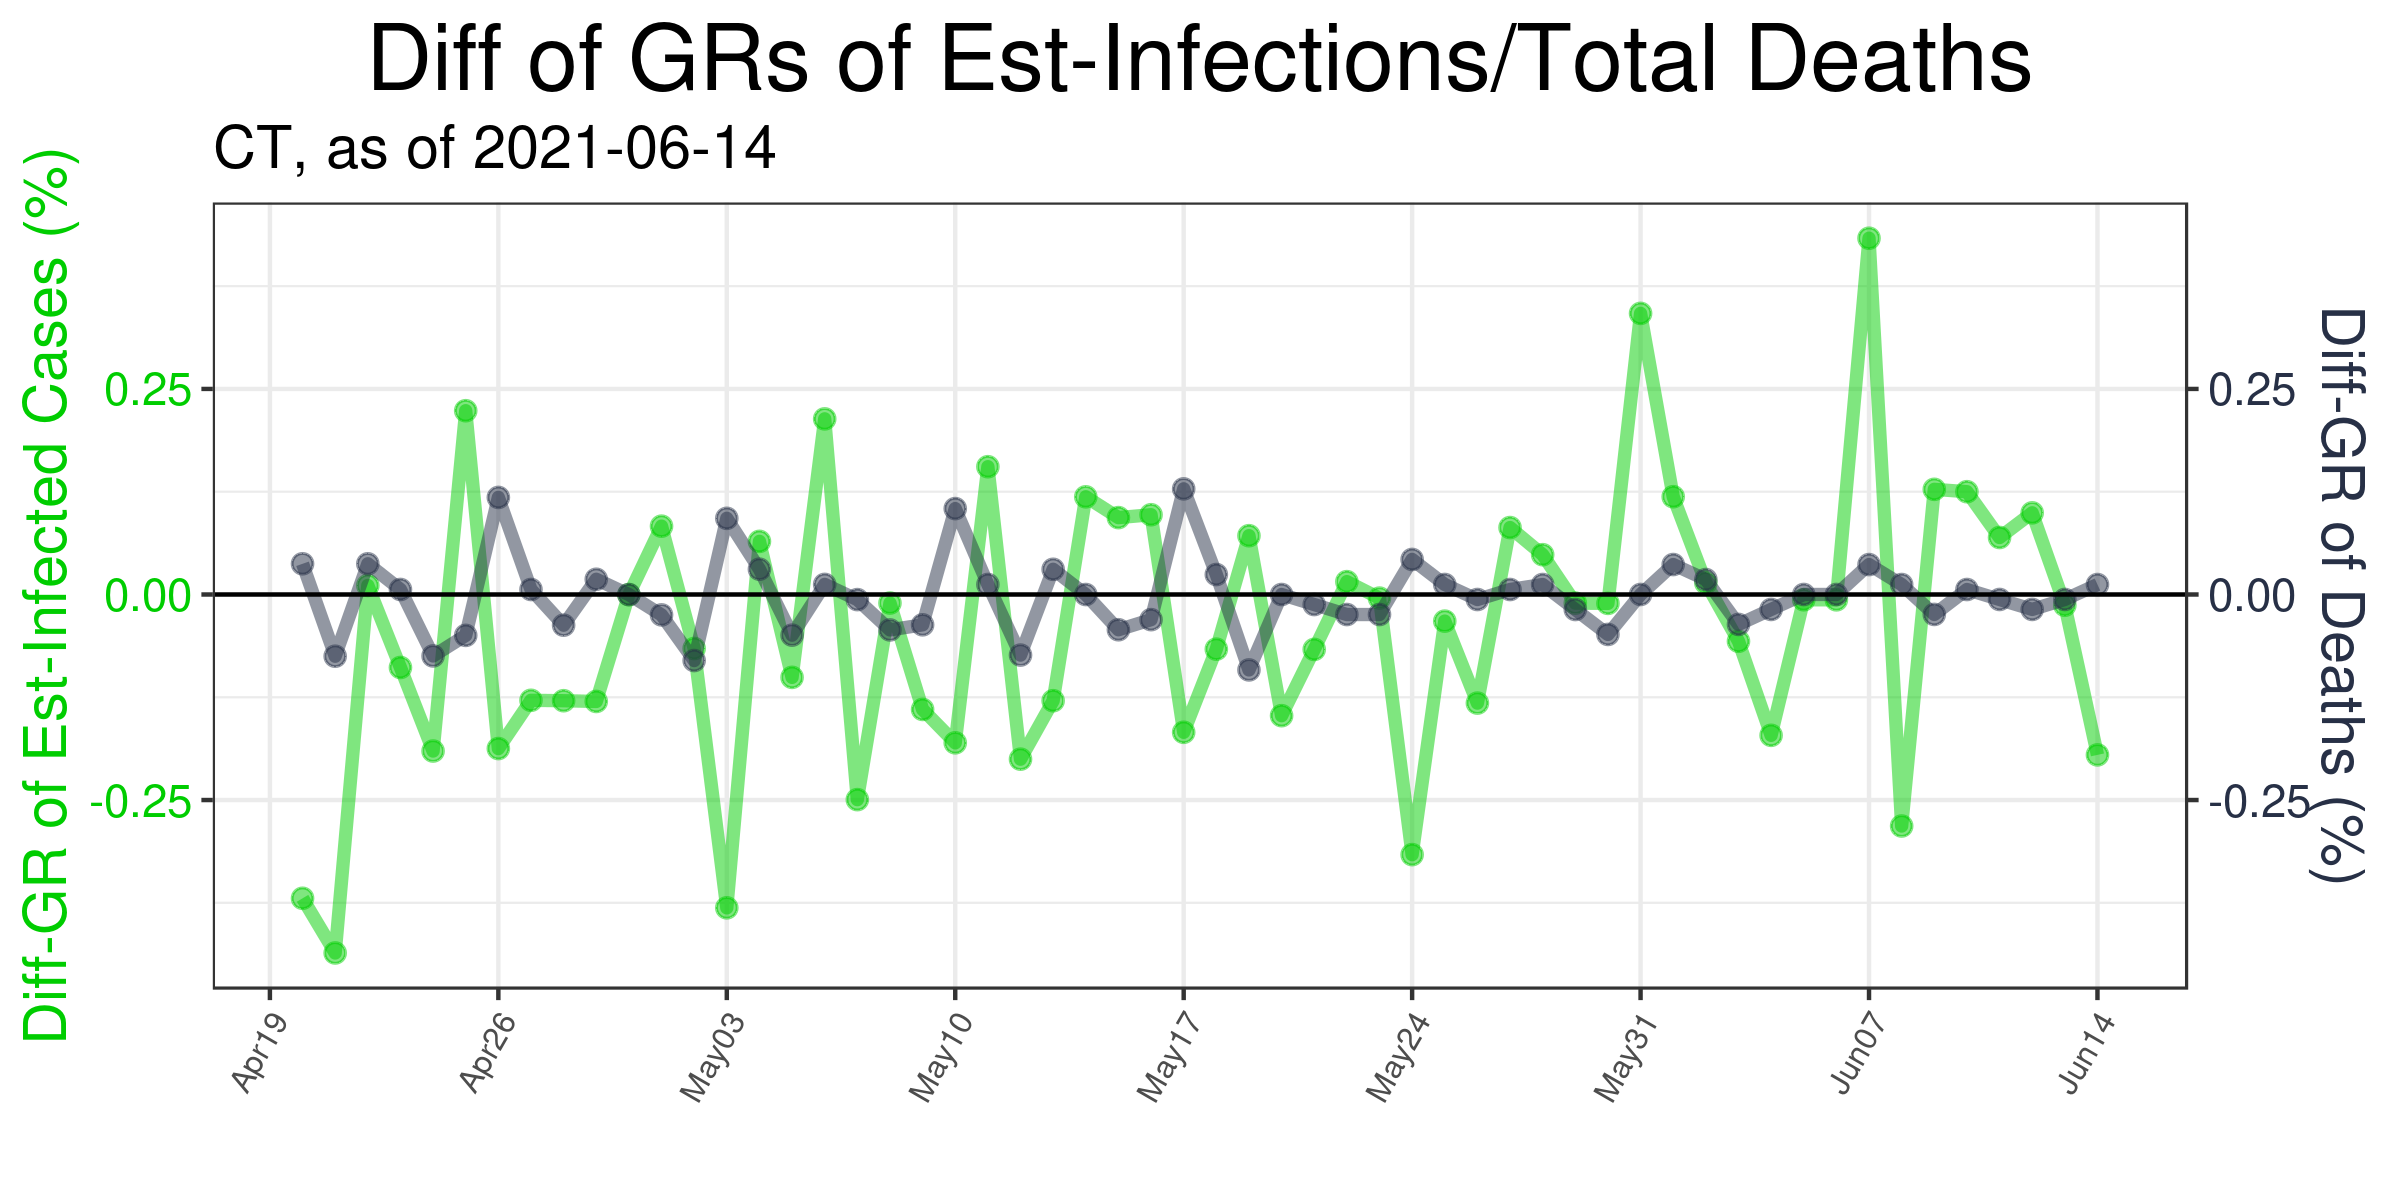 Diff of GRs of Est-Infections/Total Deaths
CT, as of 2021-06-14
Diff-GR of Est-Infected Cases (%)
0.25
0.00
-0.25
0.25
0.00
-0.25
Diff-GR of Deaths (%)
Apr19
Apr26
May03
May10
May17
May24
May31
Jun07
Jun14